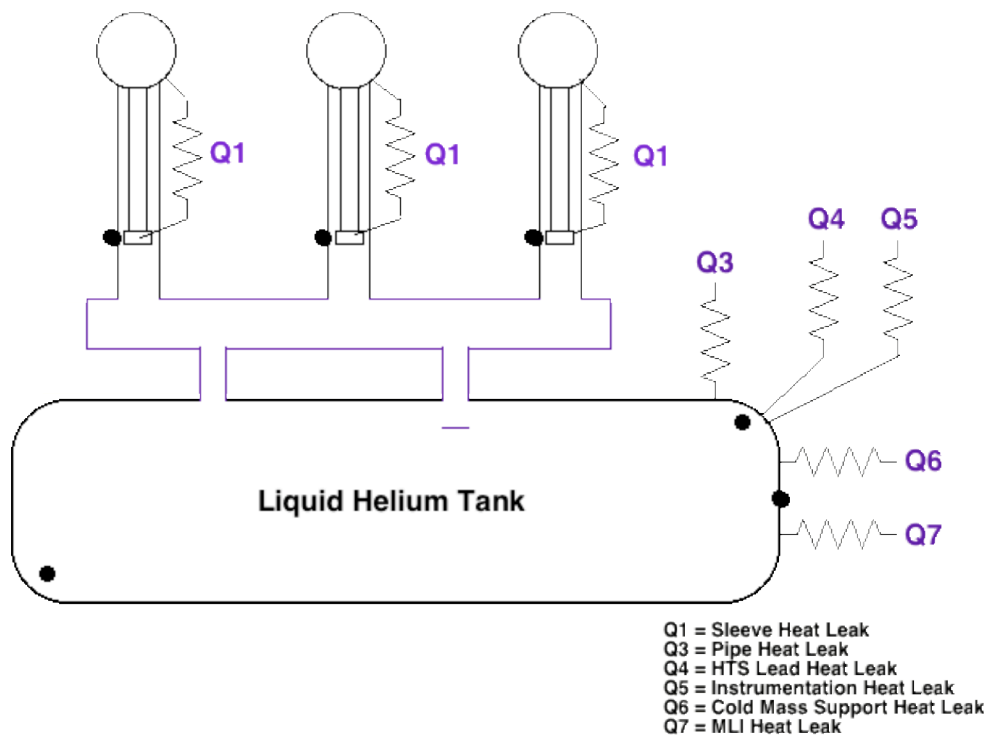 Q1
Q1
Q1
Q4
Q5
Q3
Q6
Liquid Helium Tank
Q7
Q1 = Sleeve Heat Leak
Q3 = Pipe Heat Leak
Q4 = HTS Lead Heat Leak
Q5 = Instrumentation Heat Leak
Q6 = Cold Mass Support Heat Leak
Q7 = MLI Heat Leak